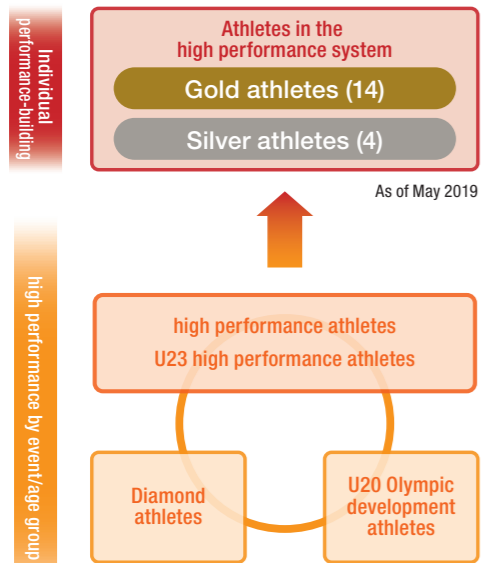 Individual
performance-building
Athletes in the
high performance system
Gold athletes (14)
Silver athletes (4)
As of May 2019
high performance by event/age group
high performance athletes
U23 high performance athletes
Diamond
athletes
U20 Olympic
development
athletes